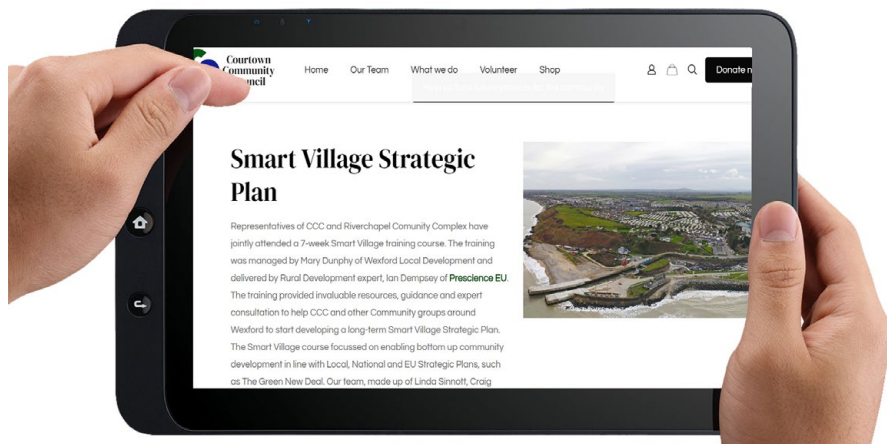 Courtown
Community
Home
Our Team
What we do
Volunteer
Shop
Donate n
Smart Village Strategic
Plan
Representatives of CCC and Riverchapel Comunity Complex have
jointly attended a 7-week Smart Village training course. The training
was managed by Mary Dunphy of Wexford Local Development and
delivered by Rural Development expert, Ian Dempsey of Prescience EU.
The training provided invaluable resources, guidance and expert
consultation to help CCC and other Community groups around
Wexford to start developing a long-term Smart Village Strategic Plan.
The Smart Village course focussed on enabling bottom up community
development in line with Local, National and EU Strategic Plans, such
as The Green New Deal. Our team, made up of Linda Sinnott, Craig